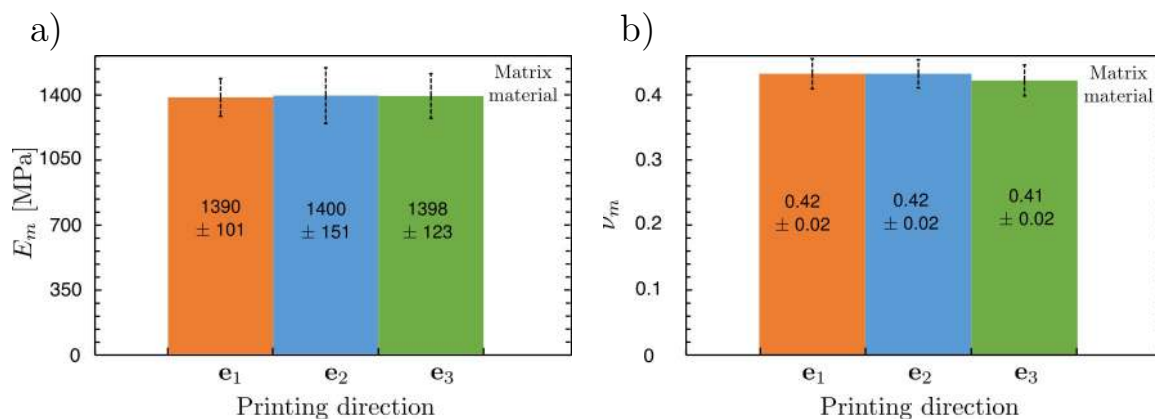 a)
Matrix
material
1400
1050
700
350
0
E_m [MPa]
1390
± 101
1400
± 151
1398
± 123
e1
e2
e3
Printing direction
b)
Matrix
material
0.4
0.3
0.2
0.1
0
ν_m
0.42
± 0.02
0.42
± 0.02
0.41
± 0.02
e1
e2
e3
Printing direction